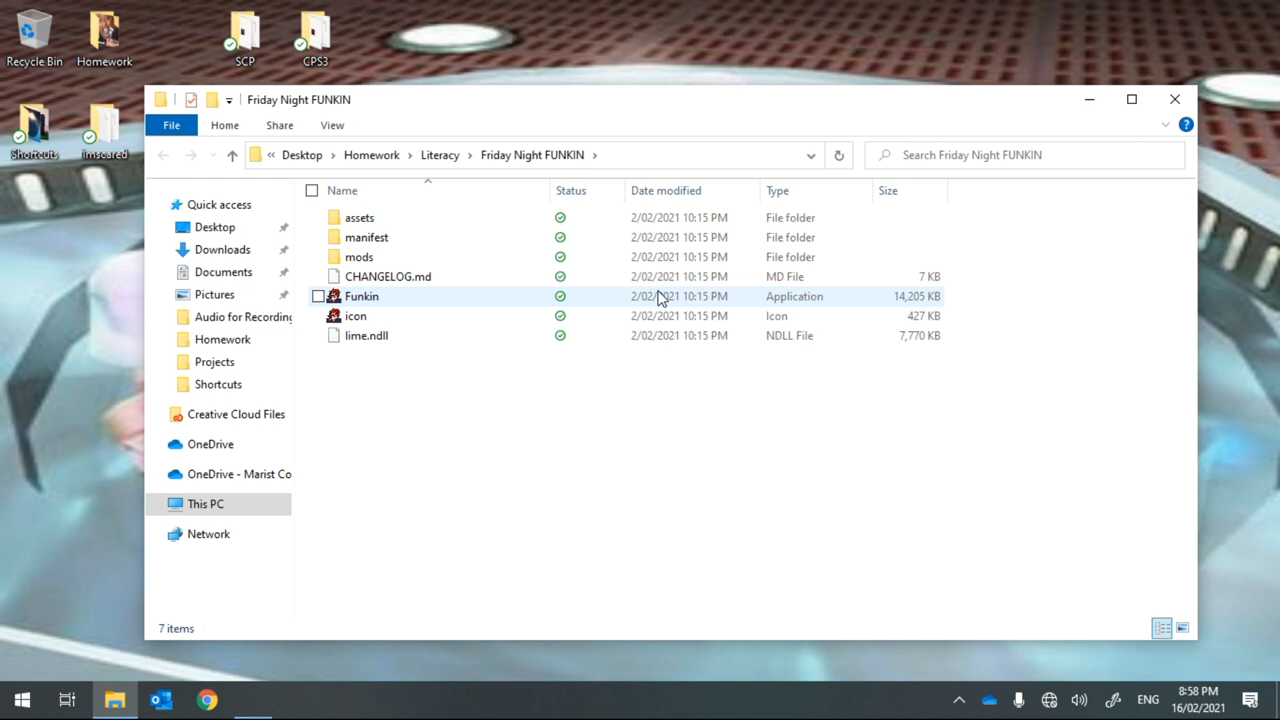 Recycle Bin
Homework
SCP
CPS3
Shortcuts
imscared
Friday Night FUNKIN
File Home Share View
« Desktop > Homework > Literacy > Friday Night FUNKIN >
Search Friday Night FUNKIN
Name Status Date modified Type Size
Quick access
Desktop
Downloads
Documents
Pictures
Audio for Recording
Homework
Projects
Shortcuts
Creative Cloud Files
OneDrive
OneDrive - Marist Co
This PC
Network
assets 2/02/2021 10:15 PM File folder
manifest 2/02/2021 10:15 PM File folder
mods 2/02/2021 10:15 PM File folder
CHANGELOG.md 2/02/2021 10:15 PM MD File 7 KB
Funkin 2/02/2021 10:15 PM Application 14,205 KB
icon 2/02/2021 10:15 PM Icon 427 KB
lime.ndll 2/02/2021 10:15 PM NDLL File 7,770 KB
7 items
ENG
8:58 PM
16/02/2021